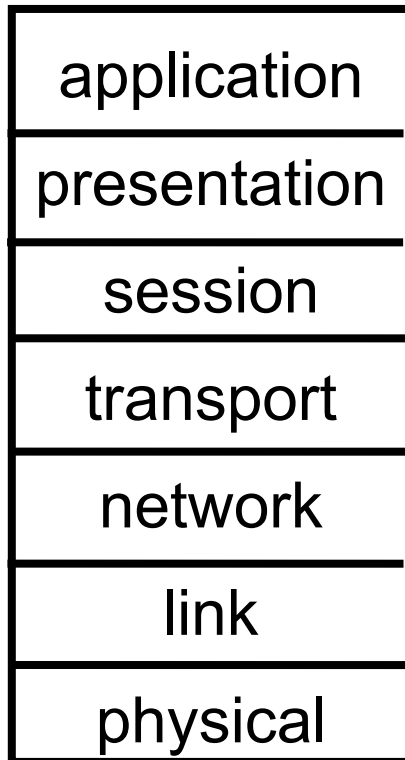 application
presentation
session
transport
network
link
physical